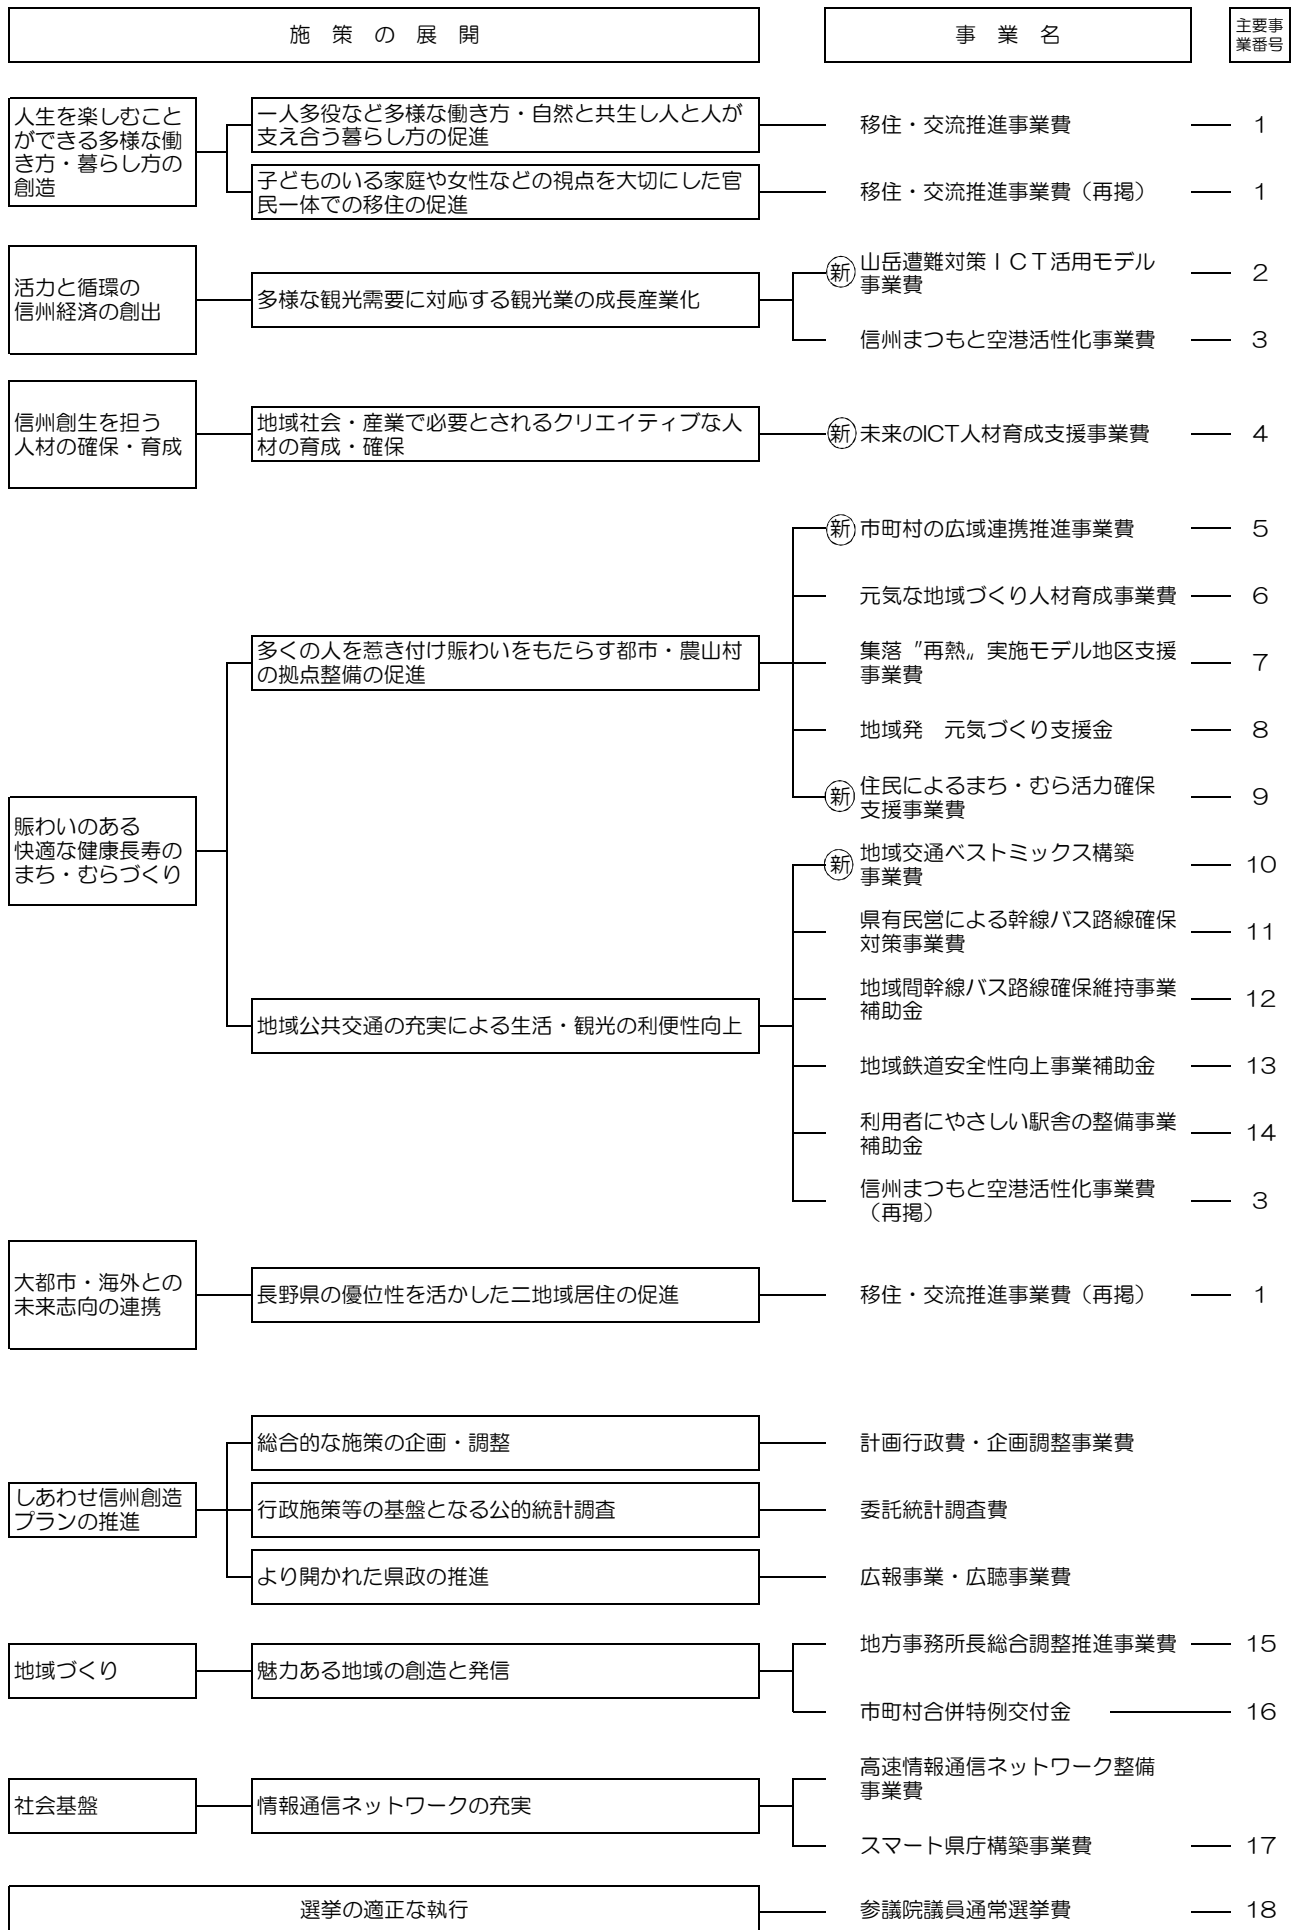 施　策　の　展　開
事　業　名
主要事
業番号
人生を楽しむこと
ができる多様な働
き方・暮らし方の
創造
一人多役など多様な働き方・自然と共生し人と人が
支え合う暮らし方の促進
移住・交流推進事業費
1
子どものいる家庭や女性などの視点を大切にした官
民一体での移住の促進
移住・交流推進事業費（再掲）
1
活力と循環の
信州経済の創出
多様な観光需要に対応する観光業の成長産業化
新
山岳遭難対策ＩＣＴ活用モデル
事業費
2
信州まつもと空港活性化事業費
3
信州創生を担う
人材の確保・育成
地域社会・産業で必要とされるクリエイティブな人
材の育成・確保
新
未来のICT人材育成支援事業費
4
賑わいのある
快適な健康長寿の
まち・むらづくり
多くの人を惹き付け賑わいをもたらす都市・農山村
の拠点整備の促進
新
市町村の広域連携推進事業費
5
元気な地域づくり人材育成事業費
6
集落〝再熱〟実施モデル地区支援
事業費
7
地域発　元気づくり支援金
8
新
住民によるまち・むら活力確保
支援事業費
9
地域公共交通の充実による生活・観光の利便性向上
新
地域交通ベストミックス構築
事業費
10
県有民営による幹線バス路線確保
対策事業費
11
地域間幹線バス路線確保維持事業
補助金
12
地域鉄道安全性向上事業補助金
13
利用者にやさしい駅舎の整備事業
補助金
14
信州まつもと空港活性化事業費
（再掲）
3
大都市・海外との
未来志向の連携
長野県の優位性を活かした二地域居住の促進
移住・交流推進事業費（再掲）
1
しあわせ信州創造
プランの推進
総合的な施策の企画・調整
計画行政費・企画調整事業費
行政施策等の基盤となる公的統計調査
委託統計調査費
より開かれた県政の推進
広報事業・広聴事業費
地域づくり
魅力ある地域の創造と発信
地方事務所長総合調整推進事業費
15
市町村合併特例交付金
16
社会基盤
情報通信ネットワークの充実
高速情報通信ネットワーク整備
事業費
スマート県庁構築事業費
17
選挙の適正な執行
参議院議員通常選挙費
18